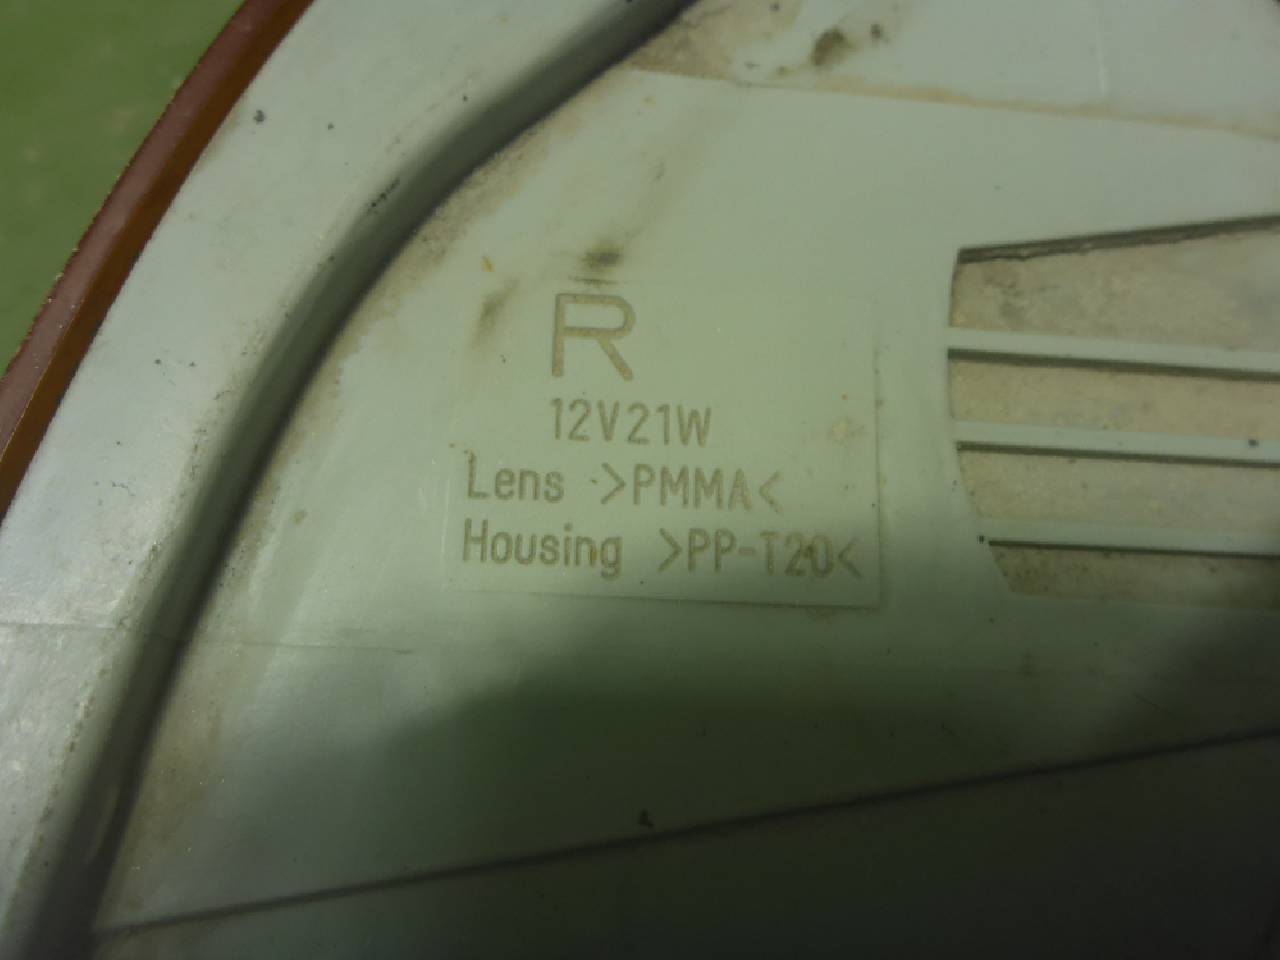 R
12V21W
Lens >PMMA<
Housing >PP-T20<